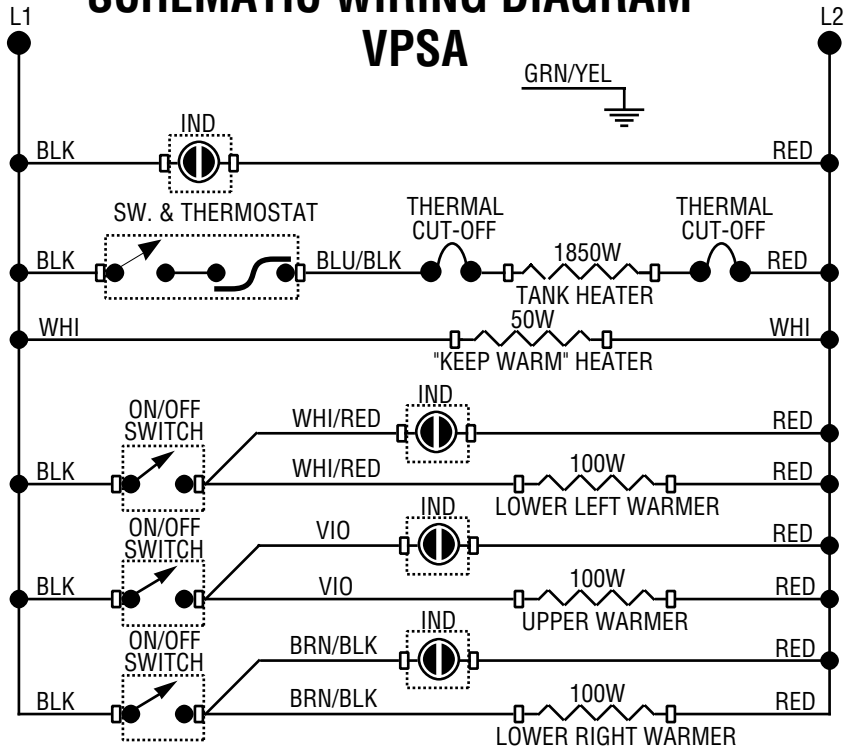 SCHEMATIC WIRING DIAGRAM
L1
L2
VPSA
GRN/YEL
IND
BLK
RED
SW. & THERMOSTAT
THERMAL
CUT-OFF
THERMAL
CUT-OFF
BLK
BLU/BLK
1850W
RED
TANK HEATER
WHI
50W
WHI
"KEEP WARM" HEATER
IND
ON/OFF
SWITCH
WHI/RED
RED
BLK
WHI/RED
100W
RED
LOWER LEFT WARMER
IND
ON/OFF
SWITCH
VIO
RED
BLK
VIO
100W
RED
UPPER WARMER
IND
ON/OFF
SWITCH
BRN/BLK
RED
BLK
BRN/BLK
100W
RED
LOWER RIGHT WARMER